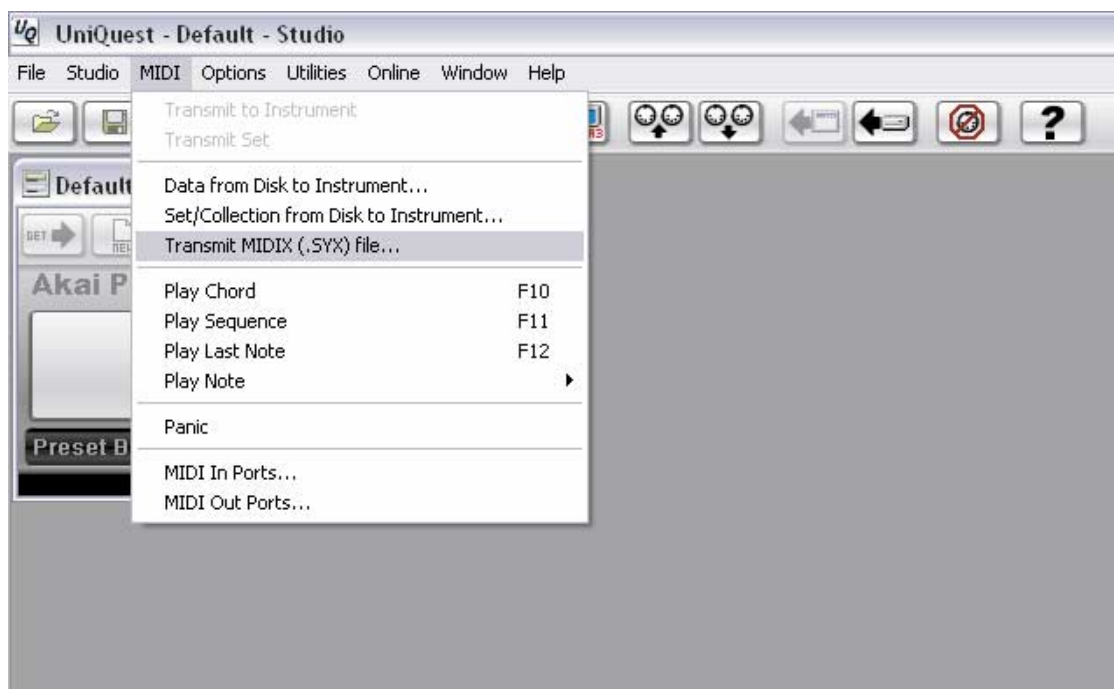 UQ UniQuest - Default - Studio
File Studio MIDI Options Utilities Online Window Help
Transmit to Instrument
Transmit Set
Data from Disk to Instrument...
Set/Collection from Disk to Instrument...
Transmit MIDIX (.SYX) file...
Play Chord F10
Play Sequence F11
Play Last Note F12
Play Note
Panic
MIDI In Ports...
MIDI Out Ports...
?
Default
GET
Akai P
Preset B